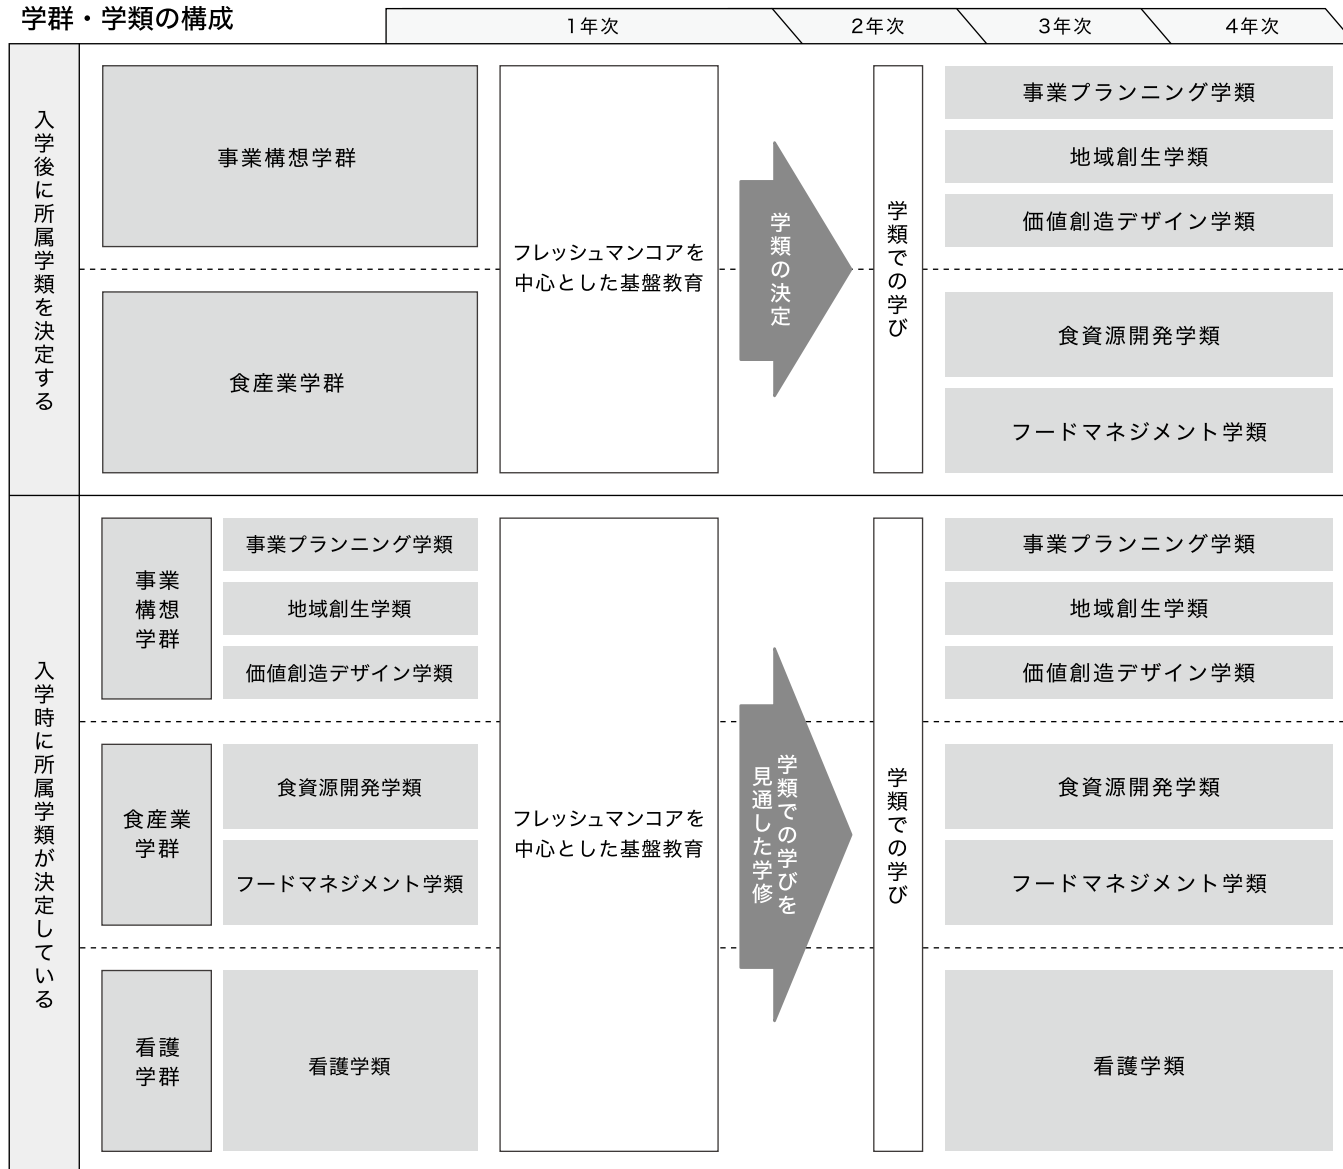 学群・学類の構成
1年次
2年次
3年次
4年次
入学後に所属学類を決定する
事業構想学群
食産業学群
フレッシュマンコアを
中心とした基盤教育
学類の決定
学類での学び
事業プランニング学類
地域創生学類
価値創造デザイン学類
食資源開発学類
フードマネジメント学類
入学時に所属学類が決定している
事業
構想
学群
事業プランニング学類
地域創生学類
価値創造デザイン学類
食産業
学群
食資源開発学類
フードマネジメント学類
看護
学群
看護学類
フレッシュマンコアを
中心とした基盤教育
学類での学びを
見通した学修
学類での学び
事業プランニング学類
地域創生学類
価値創造デザイン学類
食資源開発学類
フードマネジメント学類
看護学類